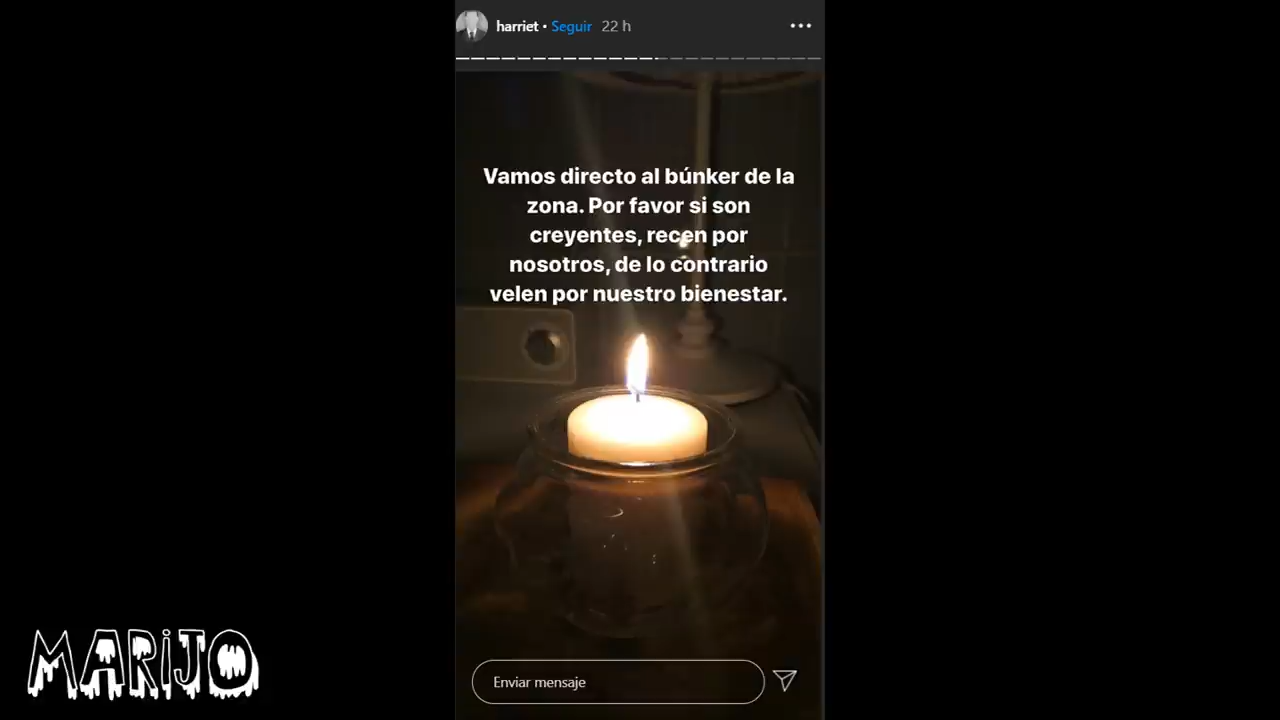 harriet • Seguir 22 h
Vamos directo al búnker de la
zona. Por favor si son
creyentes, recen por
nosotros, de lo contrario
velen por nuestro bienestar.
Enviar mensaje
MARiJO